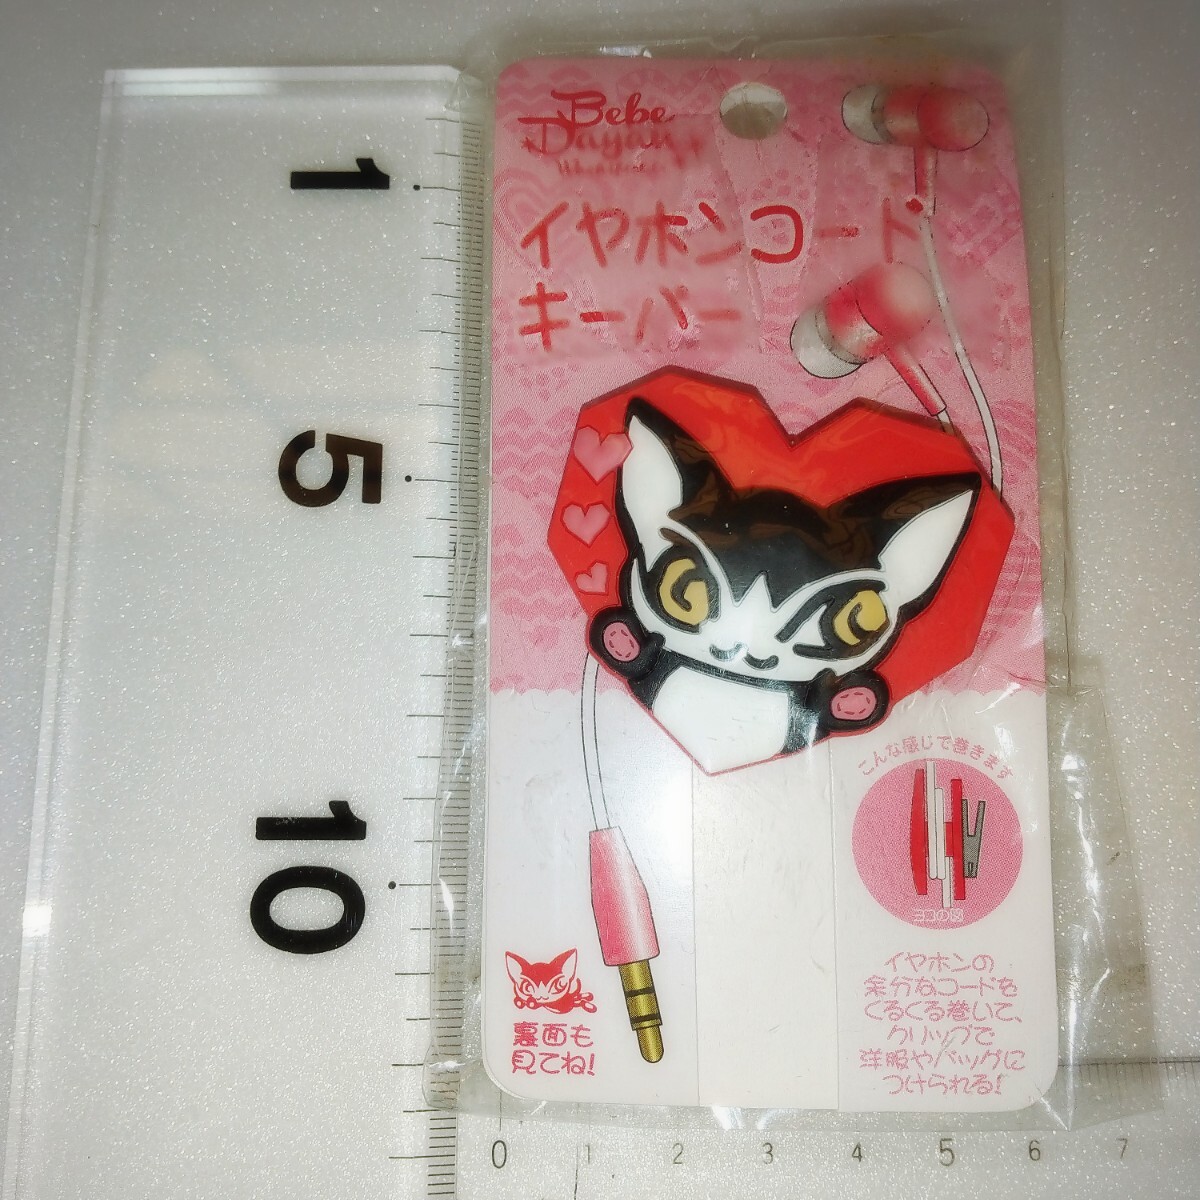 Bebe
Dayan
イヤホンコード
キーパー
こんな感じで巻きます
ヨコの図
イヤホンの
余分なコードを
くるくる巻いて、
クリップで
洋服やバッグに
つけられる!
裏面も
見てね!
1
5
10
0 1 2 3 4 5 6 7